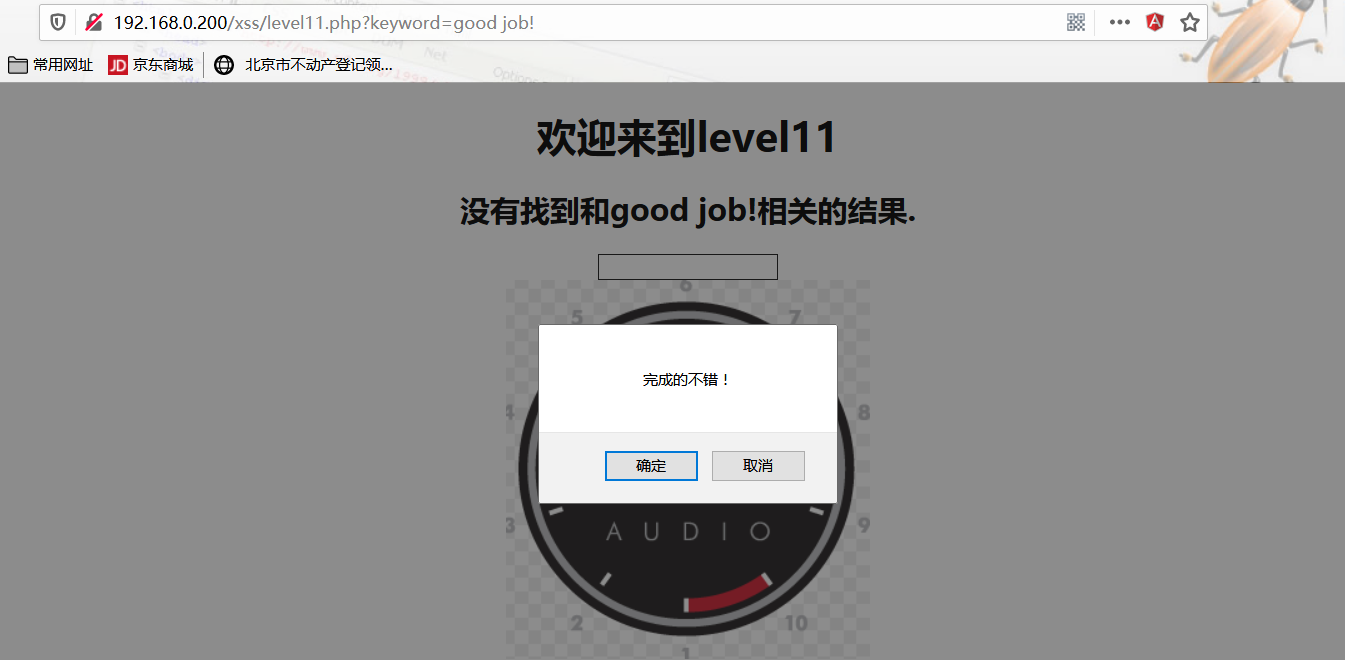 192.168.0.200/xss/level11.php?keyword=good job!
常用网址 JD 京东商城 北京市不动产登记领...
欢迎来到level11
没有找到和good job!相关的结果.
6
5 7
4 8
完成的不错！
确定 取消
3 9
AUDIO
2 10
1